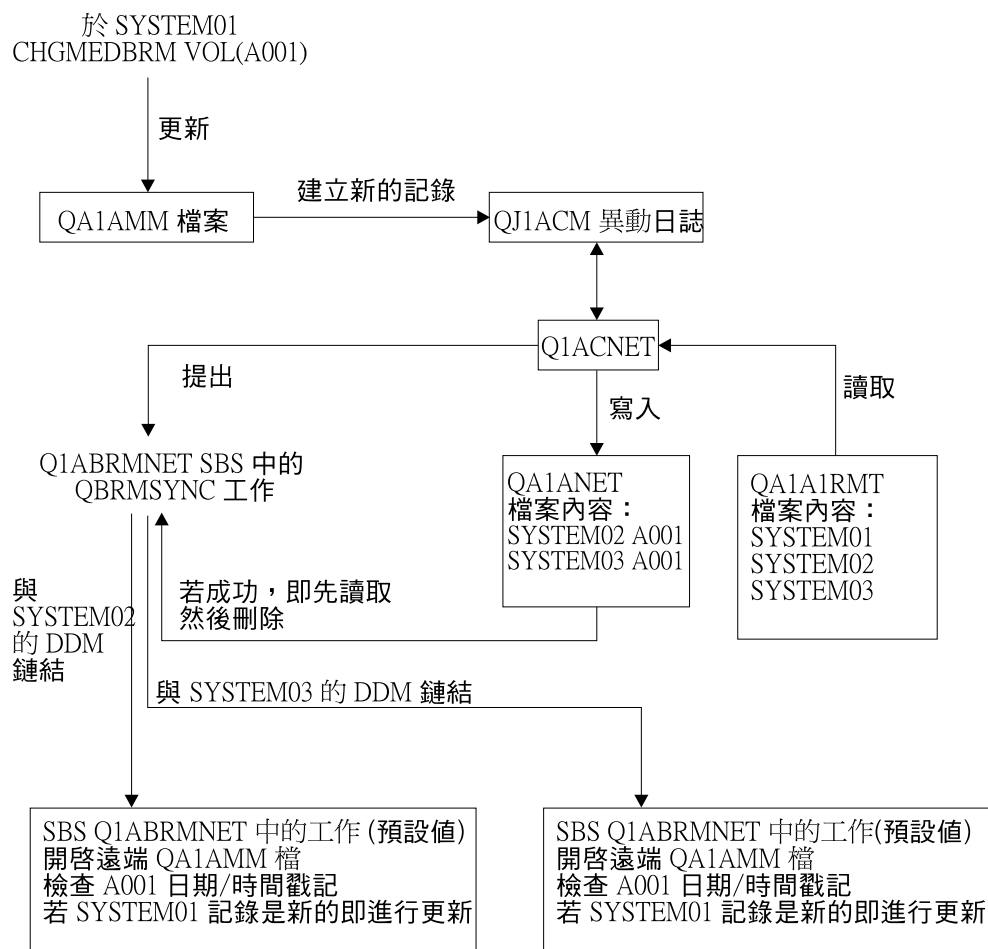 於 SYSTEM01
CHGMEDBRM VOL(A001)
更新
建立新的記錄
QA1AMM 檔案
QJ1ACM 異動日誌
Q1ACNET
提出
寫入
讀取
Q1ABRMNET SBS 中的
QBRMSYNC 工作
QA1ANET
檔案內容：
SYSTEM02 A001
SYSTEM03 A001
QA1A1RMT
檔案內容：
SYSTEM01
SYSTEM02
SYSTEM03
與
SYSTEM02
的 DDM
鏈結
若成功，即先讀取
然後刪除
與 SYSTEM03 的 DDM 鏈結
SBS Q1ABRMNET 中的工作 (預設值)
開啓遠端 QA1AMM 檔
檢查 A001 日期/時間戳記
若 SYSTEM01 記錄是新的即進行更新
SBS Q1ABRMNET 中的工作(預設值)
開啓遠端 QA1AMM 檔
檢查 A001 日期/時間戳記
若 SYSTEM01 記錄是新的即進行更新